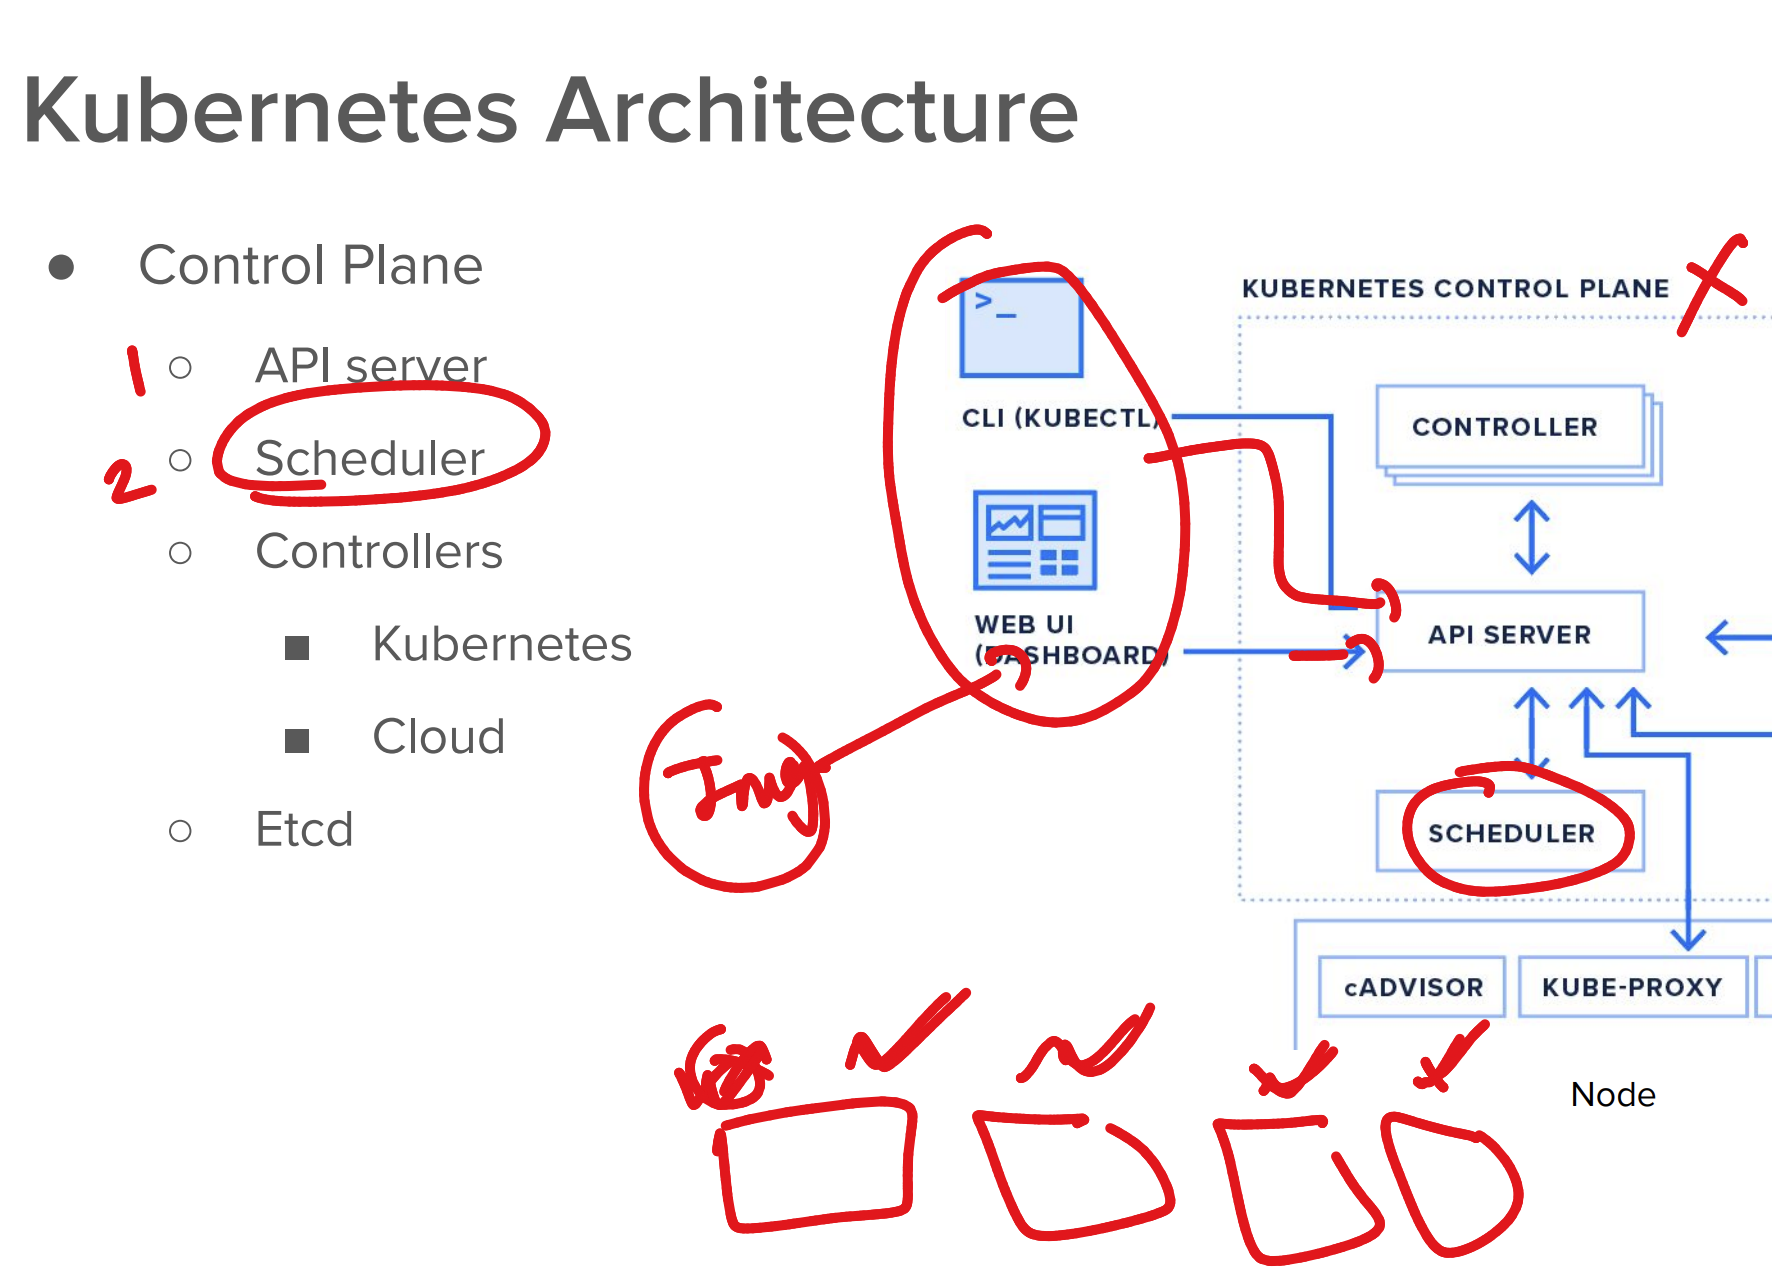 Kubernetes Architecture
Control Plane
1 API server
2 Scheduler
Controllers
Kubernetes
Cloud
Etcd
>_
CLI (KUBECTL)
WEB UI
(DASHBOARD)
Img
KUBERNETES CONTROL PLANE
CONTROLLER
API SERVER
SCHEDULER
cADVISOR
KUBE-PROXY
Node